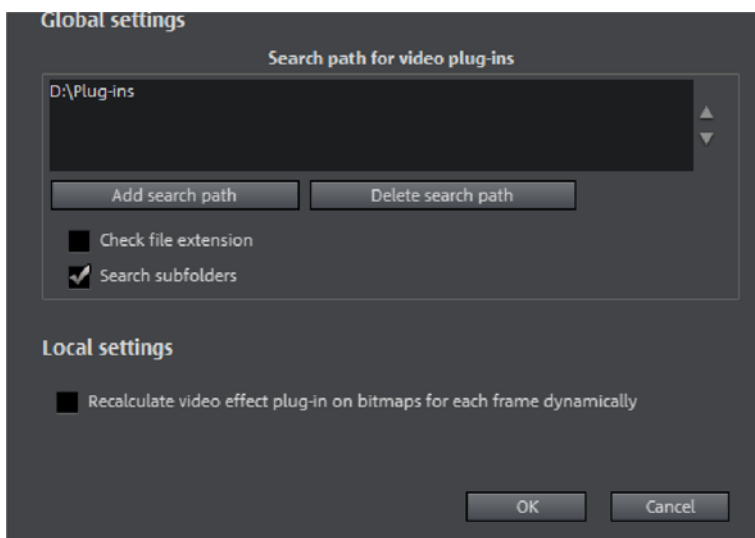 Global settings
Search path for video plug-ins
D:\Plug-ins
Add search path
Delete search path
Check file extension
Search subfolders
Local settings
Recalculate video effect plug-in on bitmaps for each frame dynamically
OK
Cancel